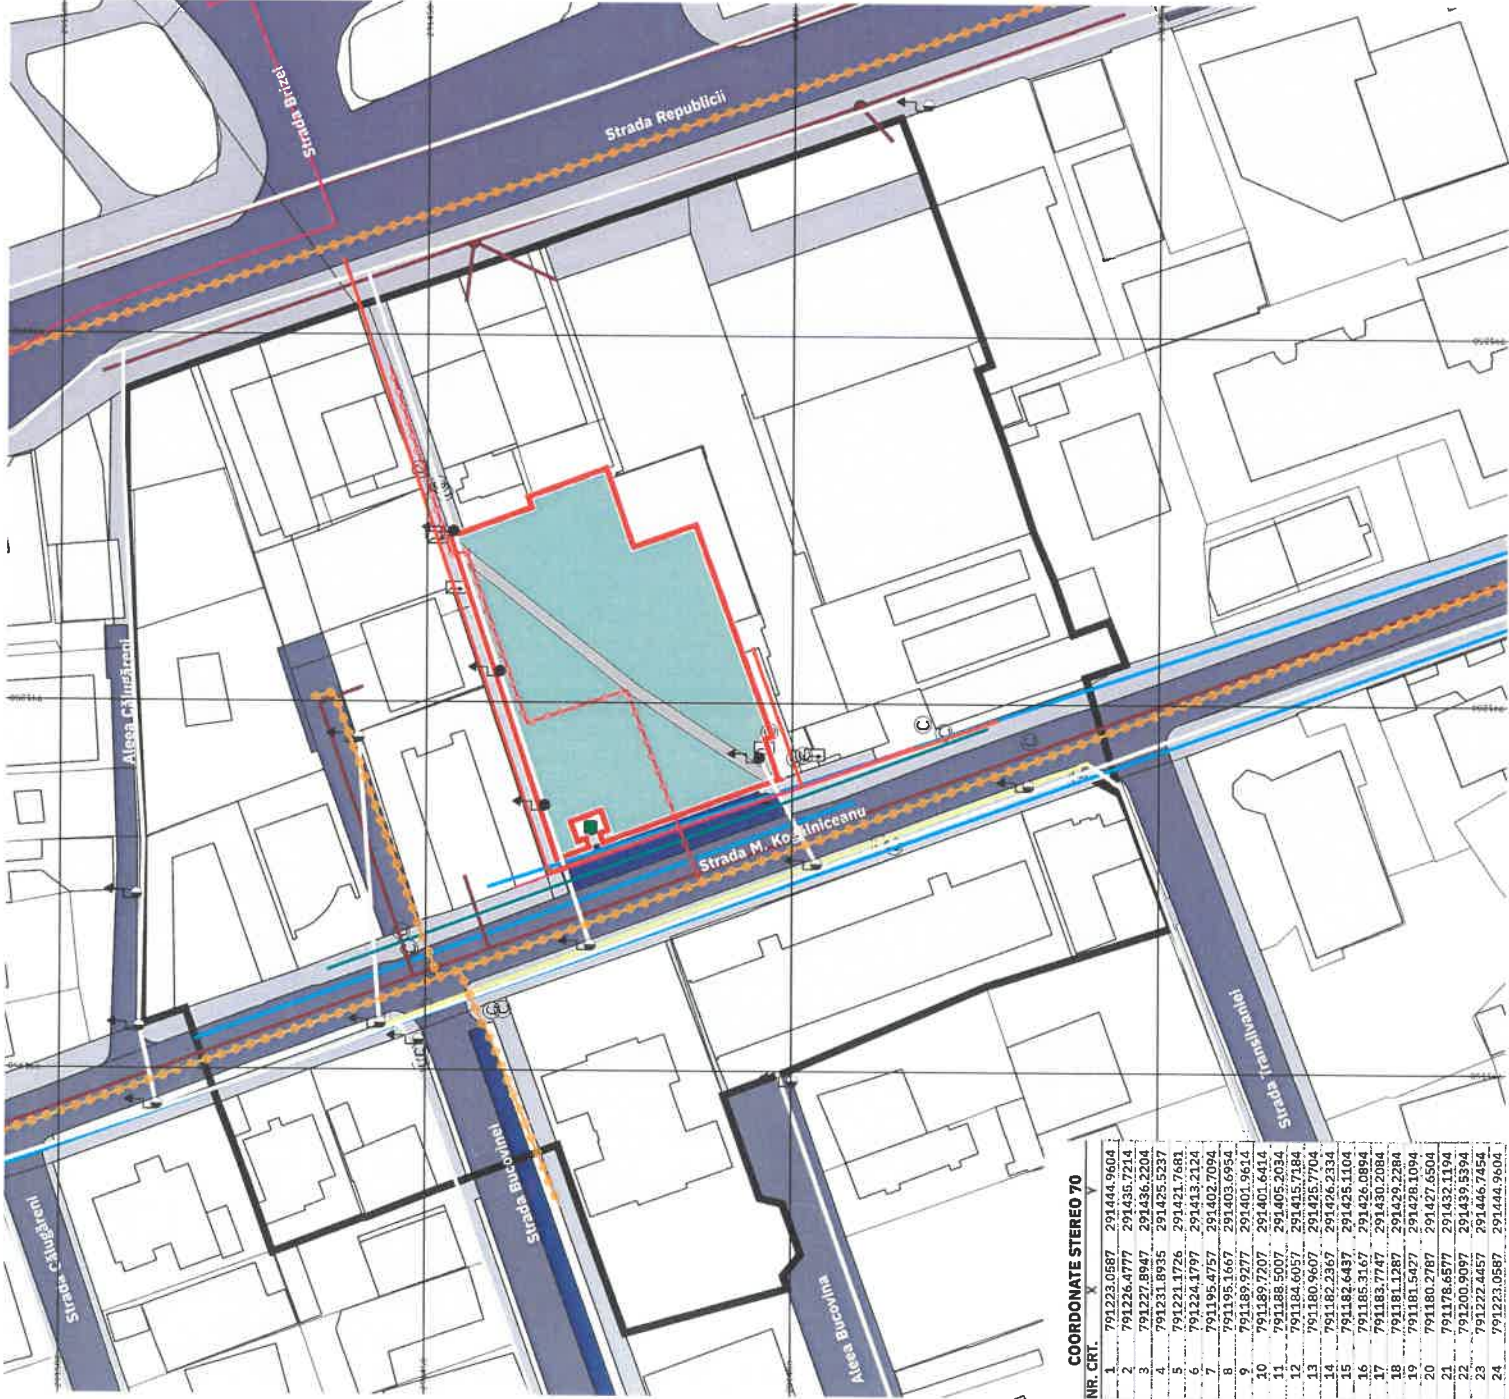 Strada Brizei
Strada Republicii
Aleea Călugăreni
Strada M. Kogălniceanu
Strada Călugăreni
Strada Bucovinei
Aleea Bucovina
Strada Transilvaniei
COORDONATE STEREO 70
NR. CRT. X Y
1 791223.0587 291444.9604
2 791226.4777 291435.7214
3 791227.8947 291436.2204
4 791231.8935 291425.5237
5 791221.1726 291421.7681
6 791224.1797 291413.2124
7 791195.4757 291402.7094
8 791195.1667 291403.6954
9 791189.9277 291401.9614
10 791189.7207 291401.6414
11 791188.5007 291405.2034
12 791184.6057 291415.7184
13 791180.9607 291425.7704
14 791182.2367 291426.2334
15 791182.6437 291425.1104
16 791185.3167 291426.0894
17 791183.7747 291430.2084
18 791181.1287 291429.2284
19 791181.5427 291428.1094
20 791180.2787 291427.6504
21 791178.6577 291432.1194
22 791200.9097 291439.5394
23 791222.4457 291446.7454
24 791223.0587 291444.9604